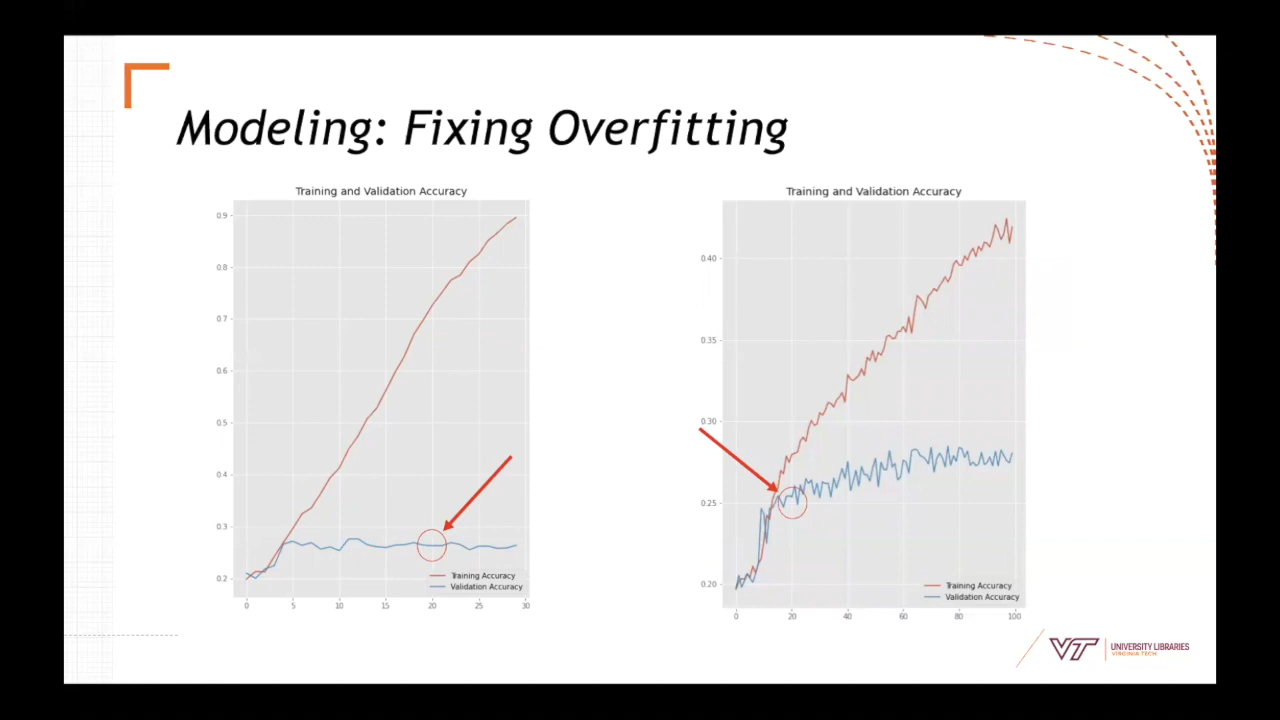 Modeling: Fixing Overfitting
Training and Validation Accuracy
0.9
0.8
0.7
0.6
0.5
0.4
0.3
0.2
0 5 10 15 20 25 30
Training Accuracy
Validation Accuracy
Training and Validation Accuracy
0.40
0.35
0.30
0.25
0.20
0 20 40 60 80 100
Training Accuracy
Validation Accuracy
VT
UNIVERSITY LIBRARIES
VIRGINIA TECH